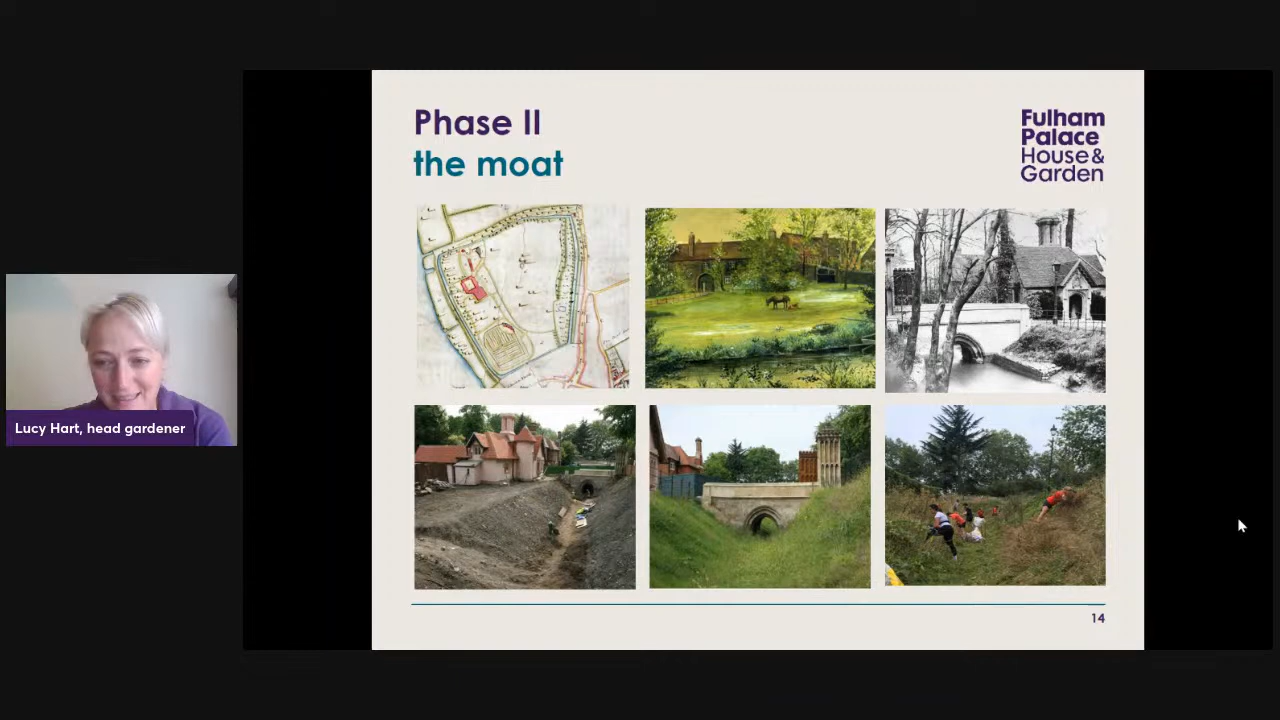 Phase II
the moat
Fulham
Palace
House &
Garden
Lucy Hart, head gardener
14